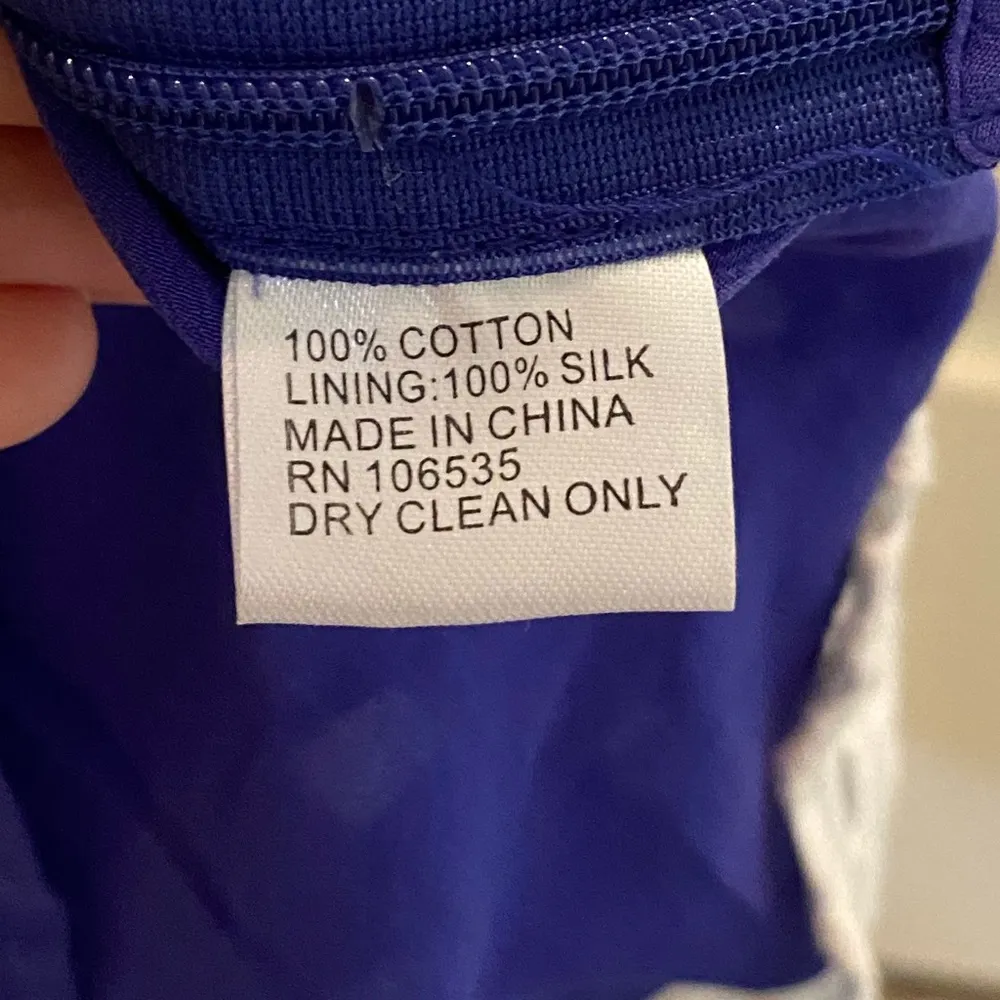 100% COTTON
LINING:100% SILK
MADE IN CHINA
RN 106535
DRY CLEAN ONLY